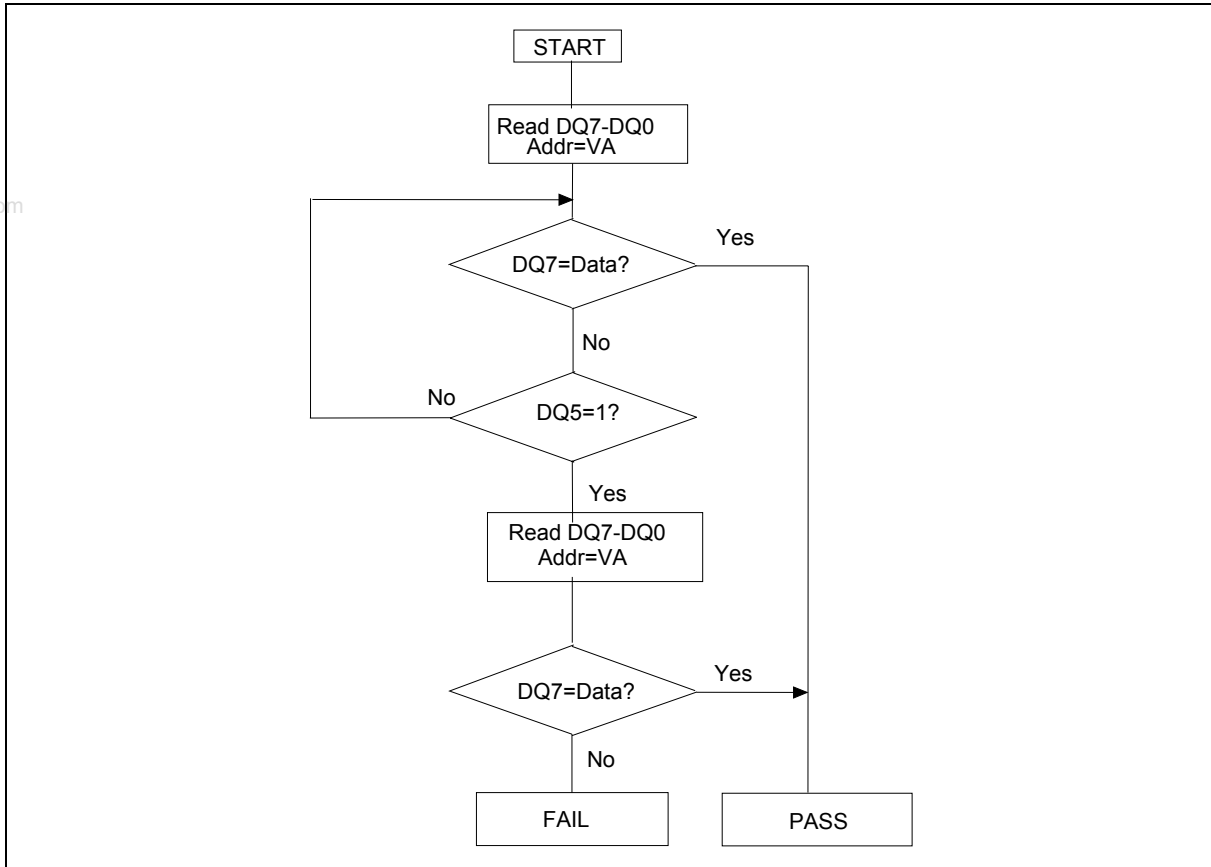 START
Read DQ7-DQ0
Addr=VA
om
DQ7=Data?
Yes
No
No
DQ5=1?
Yes
Read DQ7-DQ0
Addr=VA
DQ7=Data?
Yes
No
FAIL
PASS